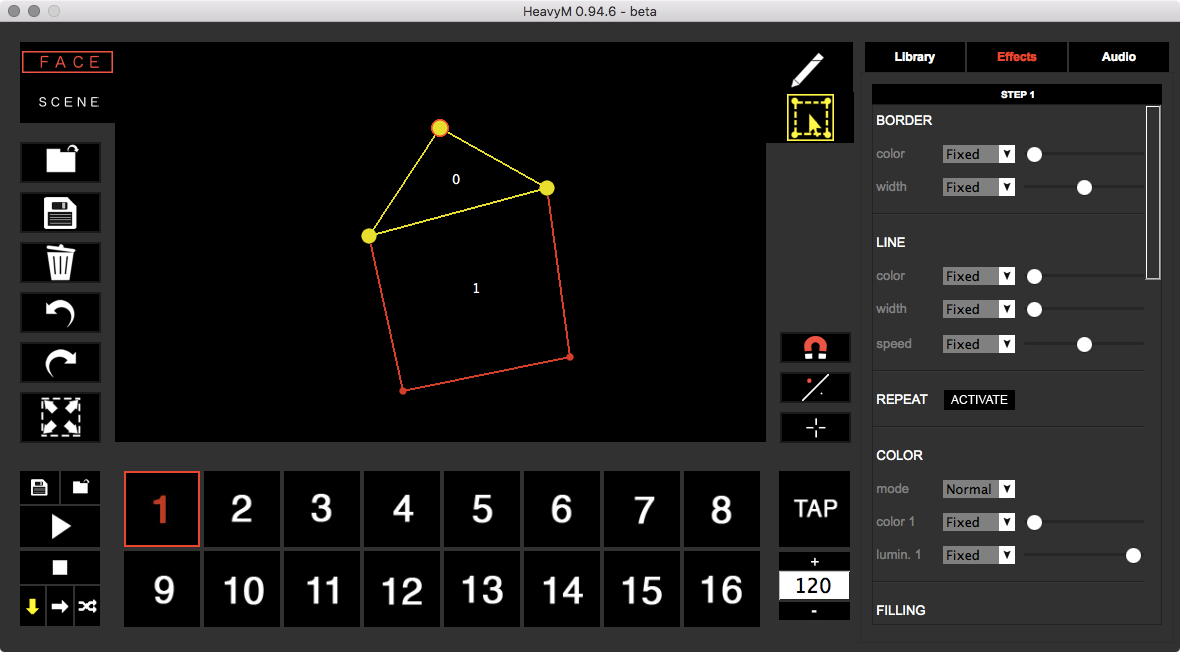 HeavyM 0.94.6 - beta
FACE
SCENE
0
1
Library Effects Audio
STEP 1
BORDER
color Fixed
width Fixed
LINE
color Fixed
width Fixed
speed Fixed
REPEAT ACTIVATE
COLOR
mode Normal
color 1 Fixed
lumin. 1 Fixed
FILLING
1 2 3 4 5 6 7 8
9 10 11 12 13 14 15 16
TAP
+
120
-